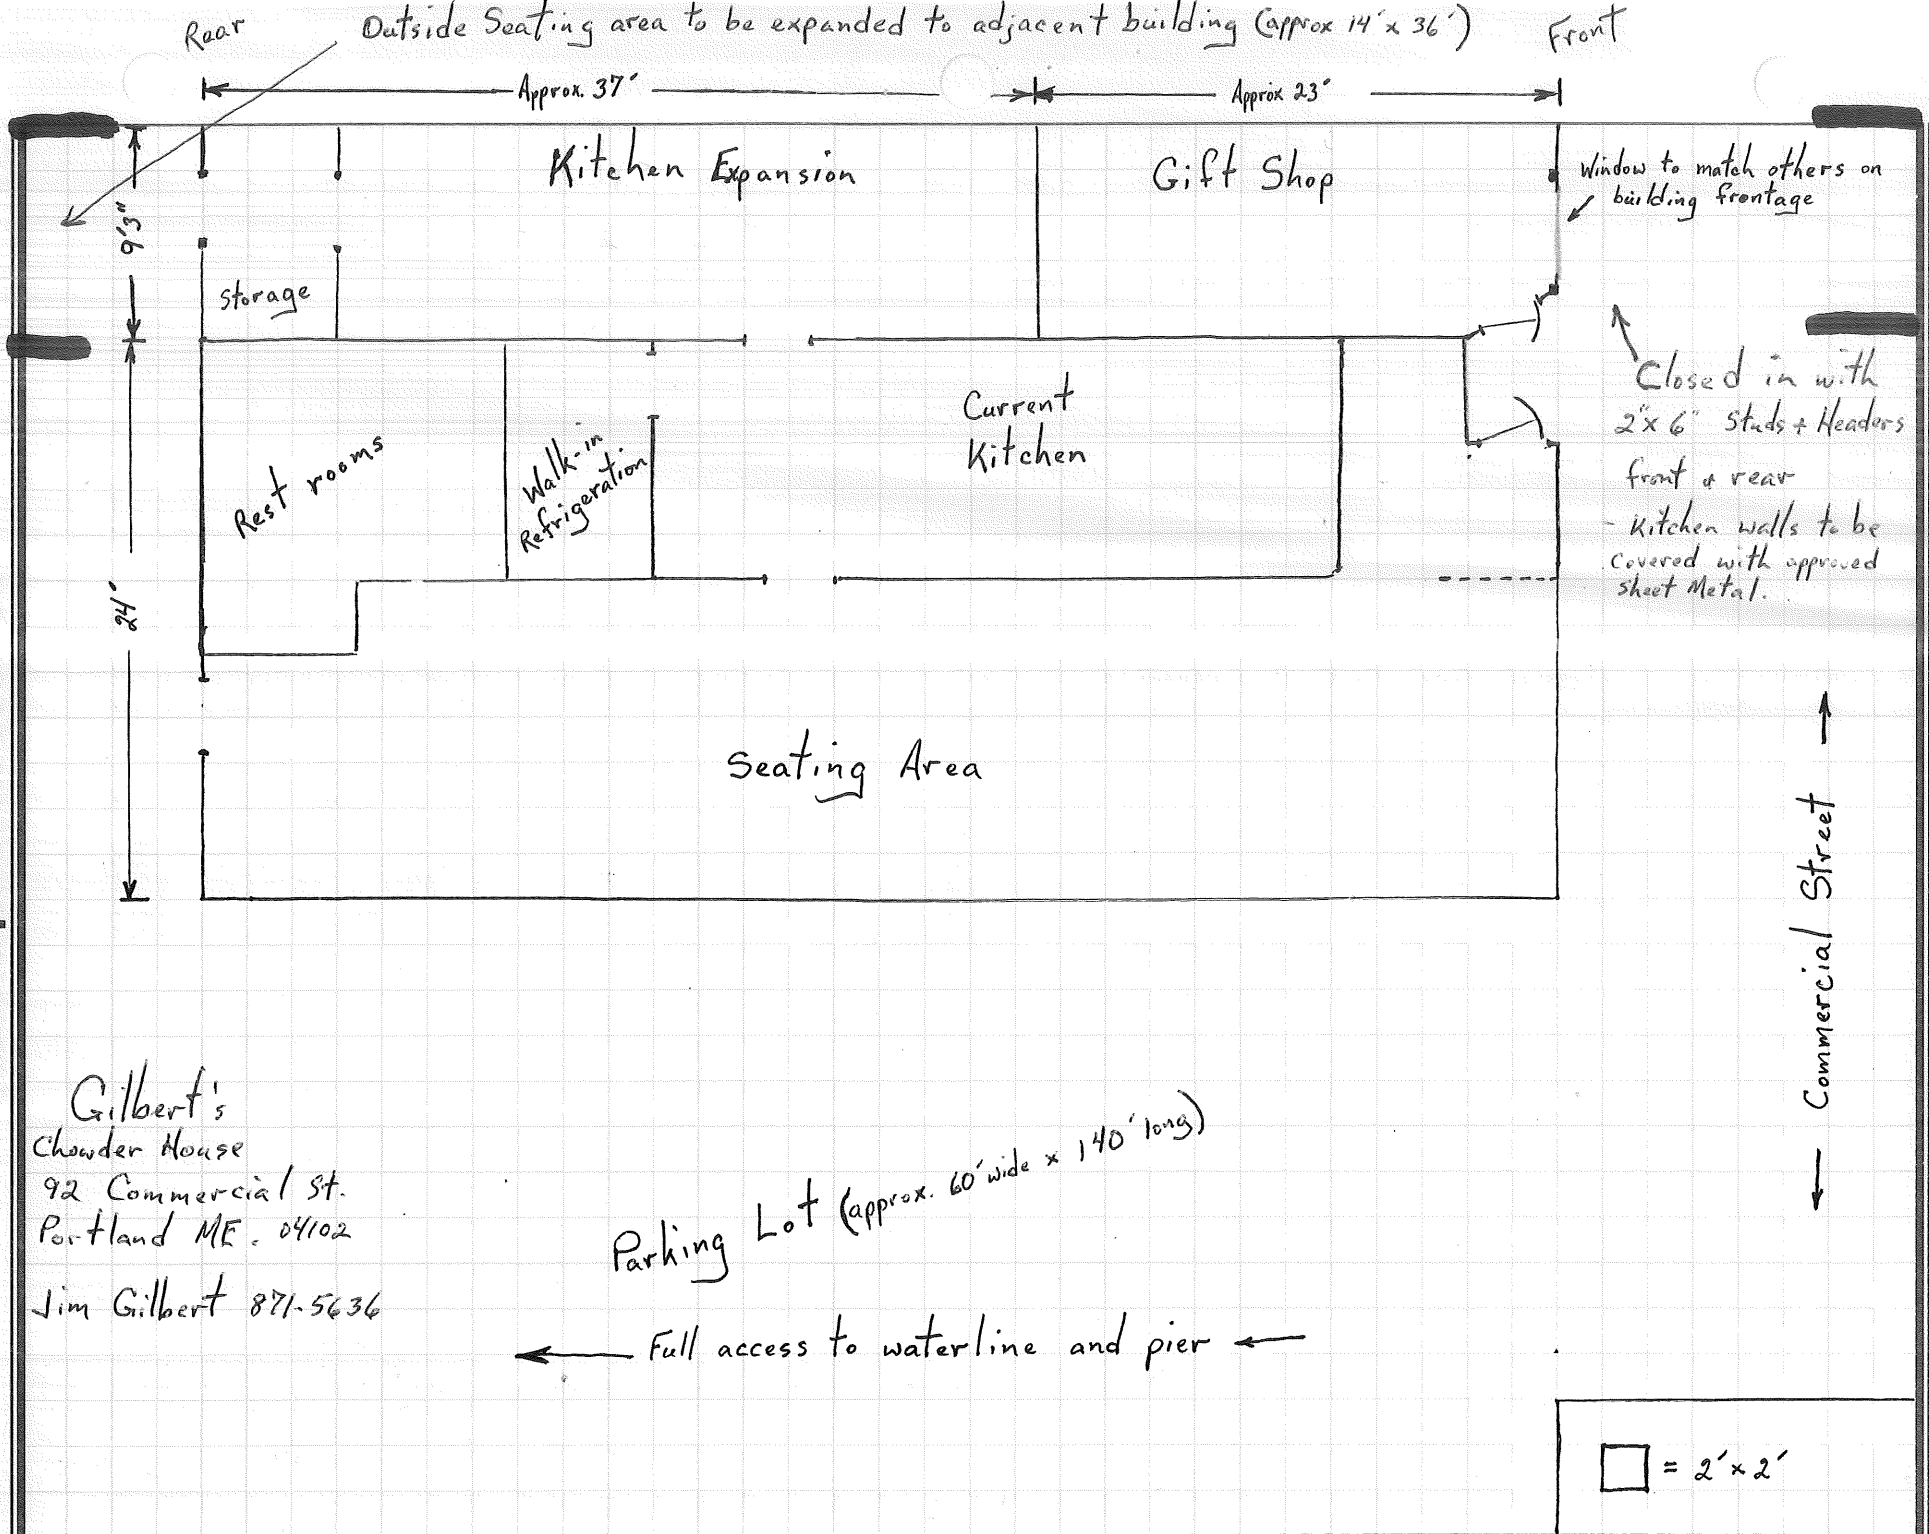 Rear
Outside Seating area to be expanded to adjacent building (approx 14' x 36')
Front
Approx. 37'
Approx 23'
Kitchen Expansion
Gift Shop
Window to match others on
building frontage
9'3"
Storage
Closed in with
2"x 6" Studs + Headers
front & rear
- Kitchen walls to be
covered with approved
sheet Metal.
Current
Kitchen
Rest rooms
Walk-in
Refrigeration
24'
Seating Area
Commercial Street
Gilbert's
Chowder House
92 Commercial St.
Portland ME. 04102
Jim Gilbert 871-5636
Parking Lot (approx. 60' wide x 140' long)
Full access to waterline and pier
= 2' x 2'